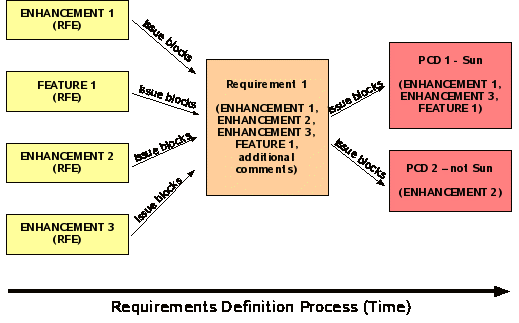 ENHANCEMENT 1
(RFE)
Issue blocks
FEATURE 1
(RFE)
Issue blocks
ENHANCEMENT 2
(RFE)
Issue blocks
ENHANCEMENT 3
(RFE)
Issue blocks
Requirement 1
(ENHANCEMENT 1,
ENHANCEMENT 2,
ENHANCEMENT 3,
FEATURE 1,
additional
comments)
Issue blocks
Issue blocks
PCD 1 - Sun
(ENHANCEMENT 1,
ENHANCEMENT 3,
FEATURE 1)
PCD 2 – not Sun
(ENHANCEMENT 2)
Requirements Definition Process (Time)